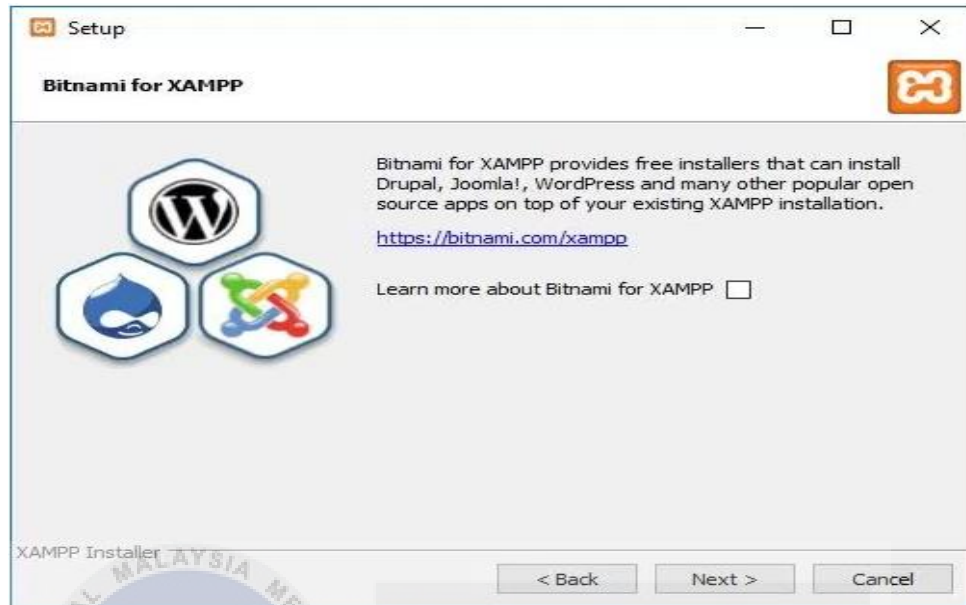 Setup
Bitnami for XAMPP
Bitnami for XAMPP provides free installers that can install
Drupal, Joomla!, WordPress and many other popular open
source apps on top of your existing XAMPP installation.
https://bitnami.com/xampp
Learn more about Bitnami for XAMPP
XAMPP Installer
MALAYSIA
< Back
Next >
Cancel